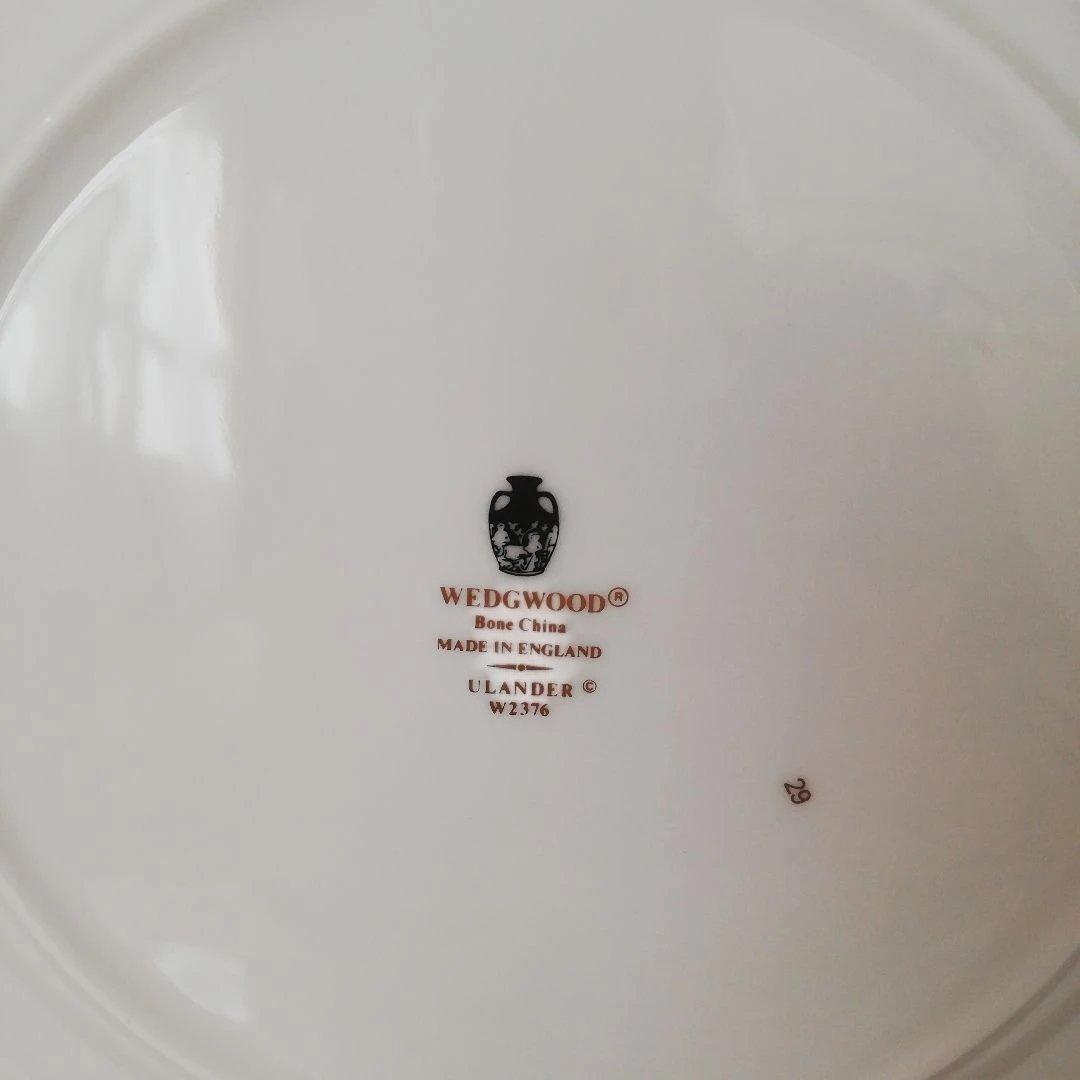 WEDGWOOD®
Bone China
MADE IN ENGLAND
ULANDER ©
W2376
29